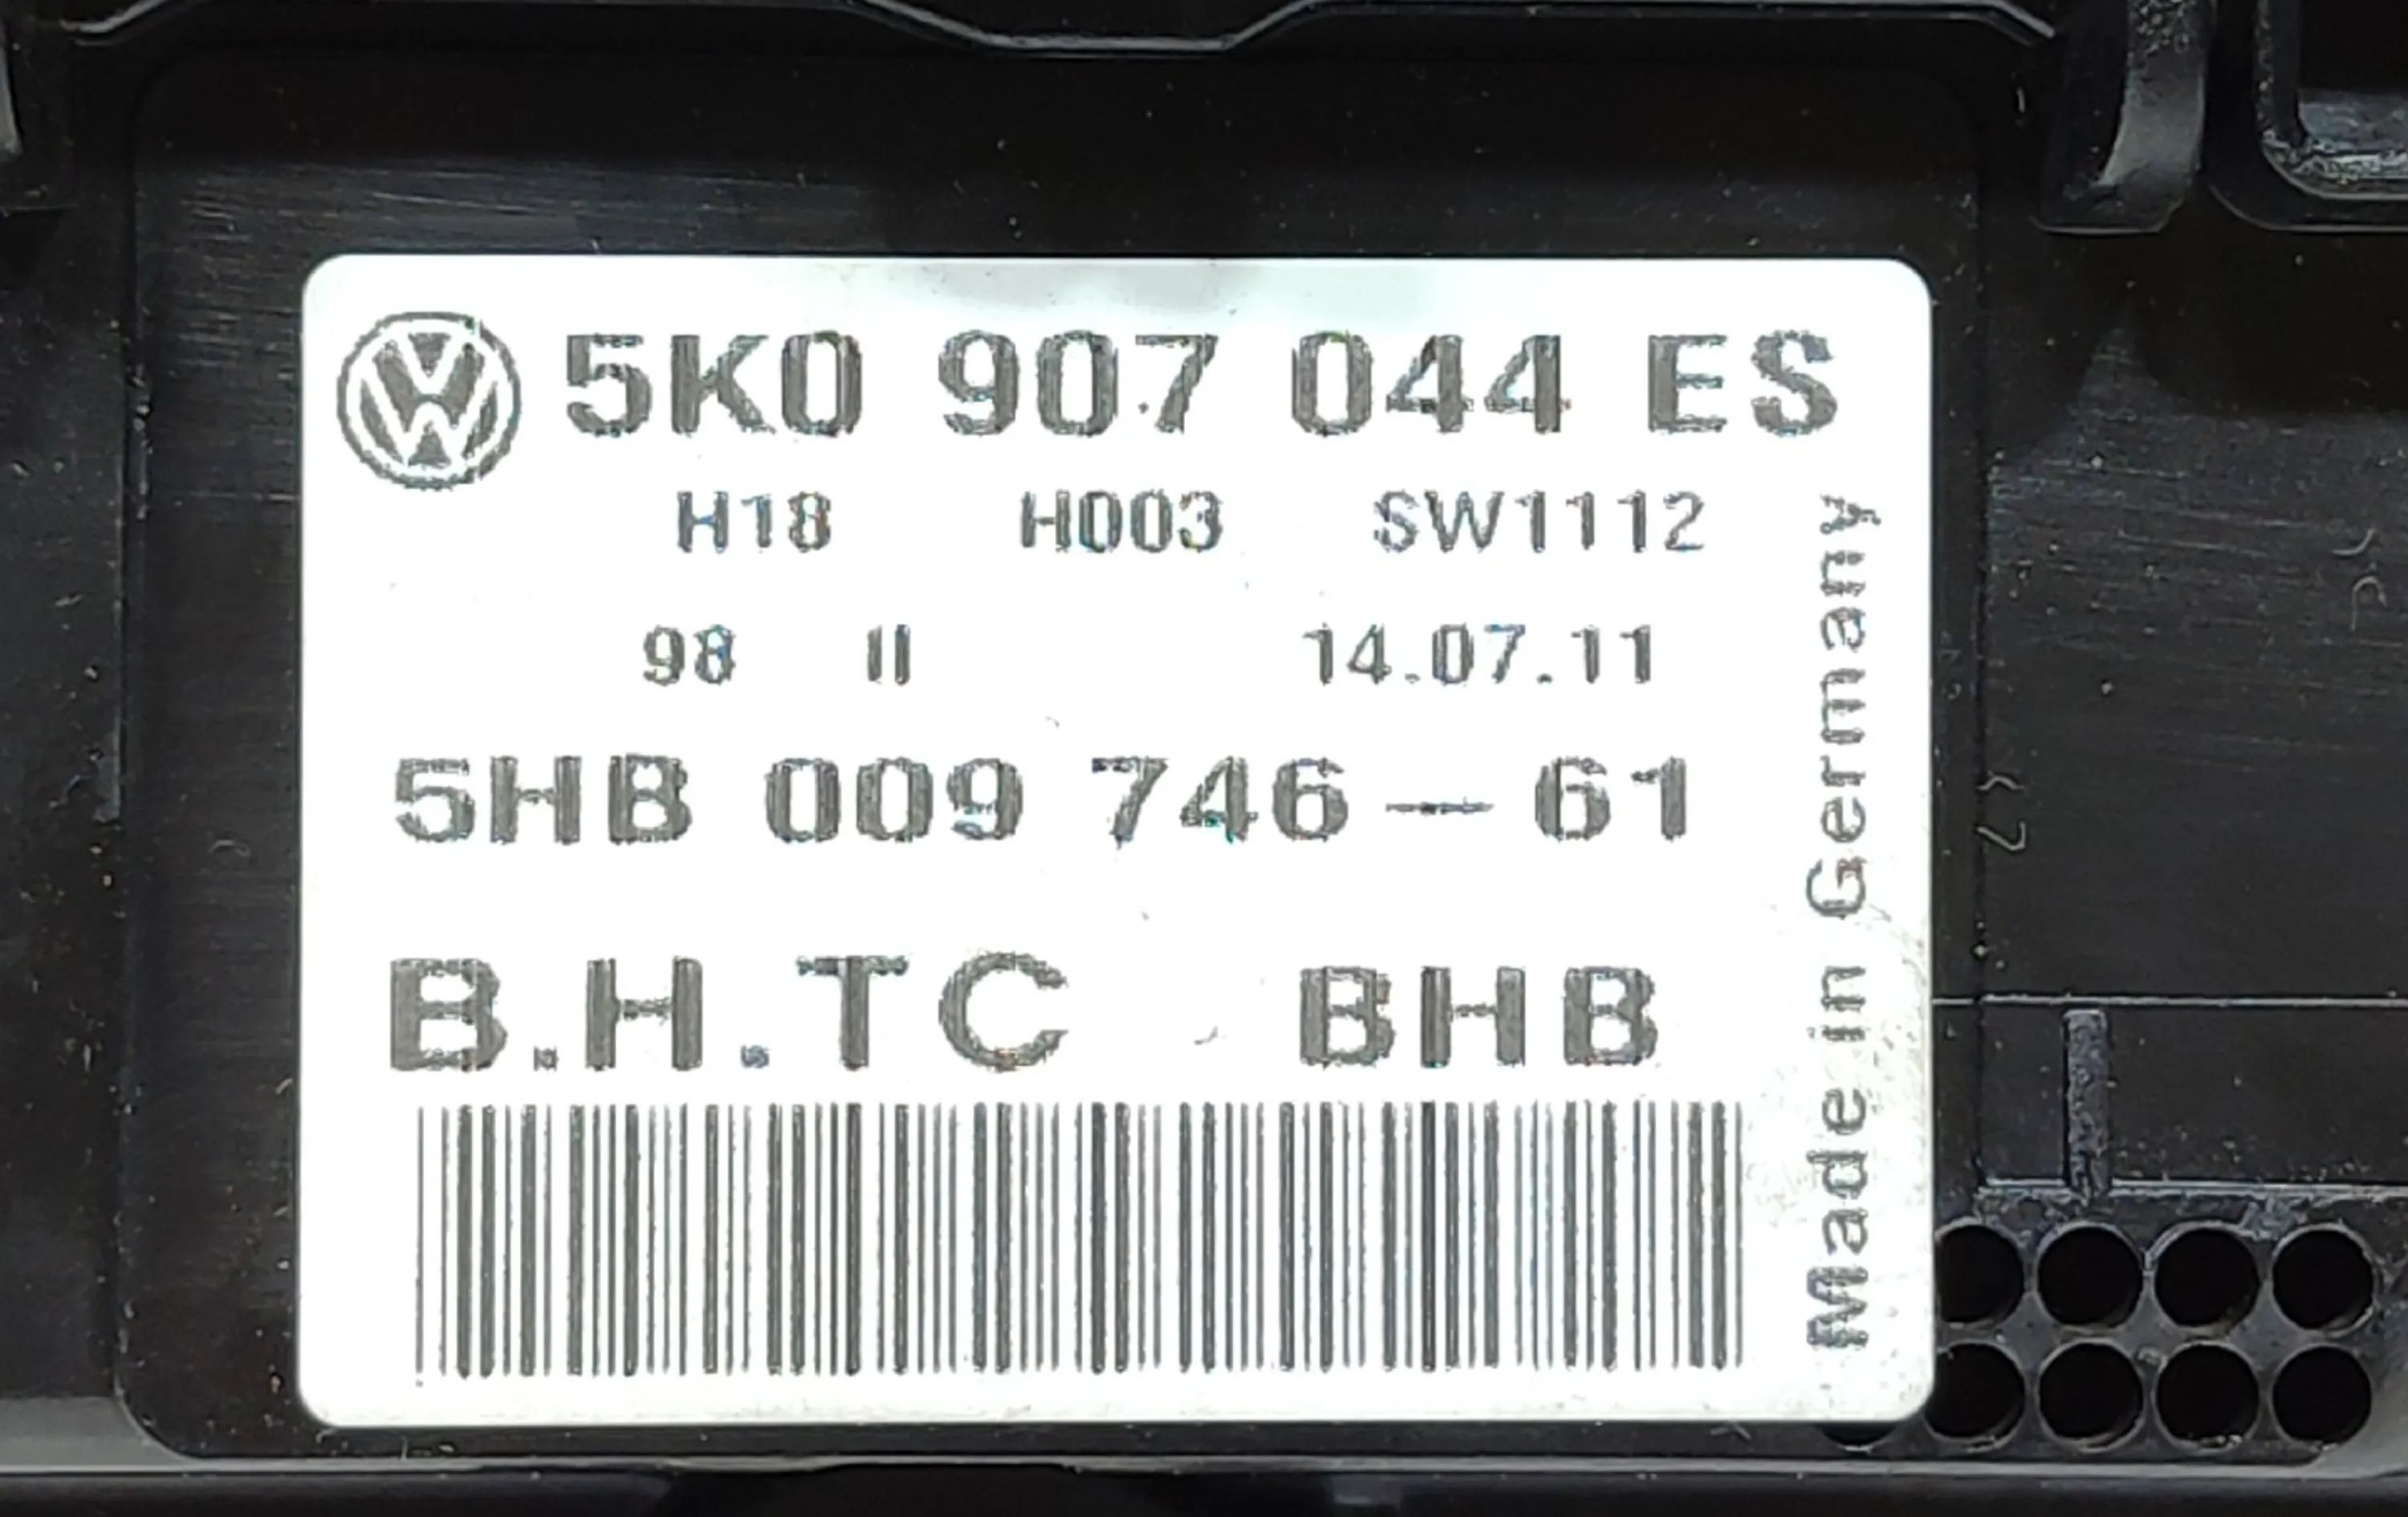 5K0 907 044 ES
H18 H003 SW1112
98 II 14.07.11
5HB 009 746-61
B.H.TC BHB
Made in Germany